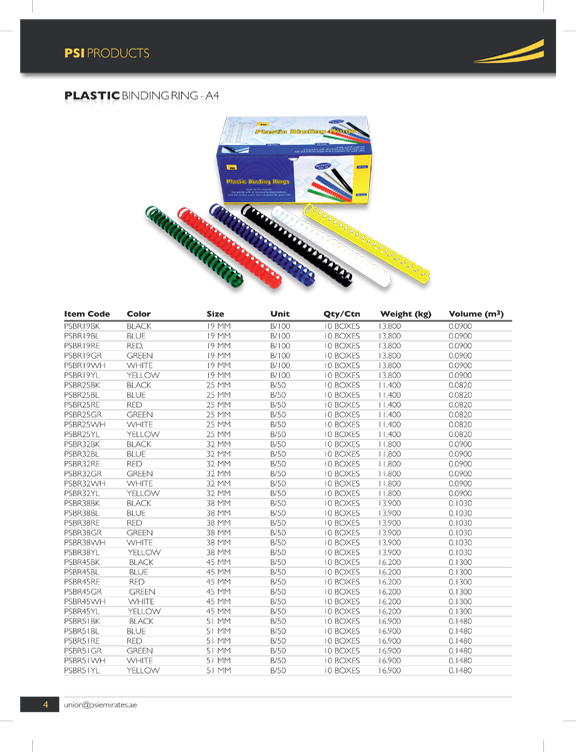 PSI PRODUCTS
PLASTIC BINDING RING - A4
Plastic Binding Rings
Plastic Binding Rings
Item Code Color Size Unit Qty/Ctn Weight (kg) Volume (m³)
PSBR19BK BLACK 19 MM B/100 10 BOXES 13.800 0.0900
PSBR19BL BLUE 19 MM B/100 10 BOXES 13.800 0.0900
PSBR19RE RED, 19 MM B/100 10 BOXES 13.800 0.0900
PSBR19GR GREEN 19 MM B/100 10 BOXES 13.800 0.0900
PSBR19WH WHITE 19 MM B/100 10 BOXES 13.800 0.0900
PSBR19YL YELLOW 19 MM B/100 10 BOXES 13.800 0.0900
PSBR25BK BLACK 25 MM B/50 10 BOXES 11.400 0.0820
PSBR25BL BLUE 25 MM B/50 10 BOXES 11.400 0.0820
PSBR25RE RED 25 MM B/50 10 BOXES 11.400 0.0820
PSBR25GR GREEN 25 MM B/50 10 BOXES 11.400 0.0820
PSBR25WH WHITE 25 MM B/50 10 BOXES 11.400 0.0820
PSBR25YL YELLOW 25 MM B/50 10 BOXES 11.400 0.0820
PSBR32BK BLACK 32 MM B/50 10 BOXES 11.800 0.0900
PSBR32BL BLUE 32 MM B/50 10 BOXES 11.800 0.0900
PSBR32RE RED 32 MM B/50 10 BOXES 11.800 0.0900
PSBR32GR GREEN 32 MM B/50 10 BOXES 11.800 0.0900
PSBR32WH WHITE 32 MM B/50 10 BOXES 11.800 0.0900
PSBR32YL YELLOW 32 MM B/50 10 BOXES 11.800 0.0900
PSBR38BK BLACK 38 MM B/50 10 BOXES 13.900 0.1030
PSBR38BL BLUE 38 MM B/50 10 BOXES 13.900 0.1030
PSBR38RE RED 38 MM B/50 10 BOXES 13.900 0.1030
PSBR38GR GREEN 38 MM B/50 10 BOXES 13.900 0.1030
PSBR38WH WHITE 38 MM B/50 10 BOXES 13.900 0.1030
PSBR38YL YELLOW 38 MM B/50 10 BOXES 13.900 0.1030
PSBR45BK BLACK 45 MM B/50 10 BOXES 16.200 0.1300
PSBR45BL BLUE 45 MM B/50 10 BOXES 16.200 0.1300
PSBR45RE RED 45 MM B/50 10 BOXES 16.200 0.1300
PSBR45GR GREEN 45 MM B/50 10 BOXES 16.200 0.1300
PSBR45WH WHITE 45 MM B/50 10 BOXES 16.200 0.1300
PSBR45YL YELLOW 45 MM B/50 10 BOXES 16.200 0.1300
PSBR51BK BLACK 51 MM B/50 10 BOXES 16.900 0.1480
PSBR51BL BLUE 51 MM B/50 10 BOXES 16.900 0.1480
PSBR51RE RED 51 MM B/50 10 BOXES 16.900 0.1480
PSBR51GR GREEN 51 MM B/50 10 BOXES 16.900 0.1480
PSBR51WH WHITE 51 MM B/50 10 BOXES 16.900 0.1480
PSBR51YL YELLOW 51 MM B/50 10 BOXES 16.900 0.1480
4 union@psiemirates.ae